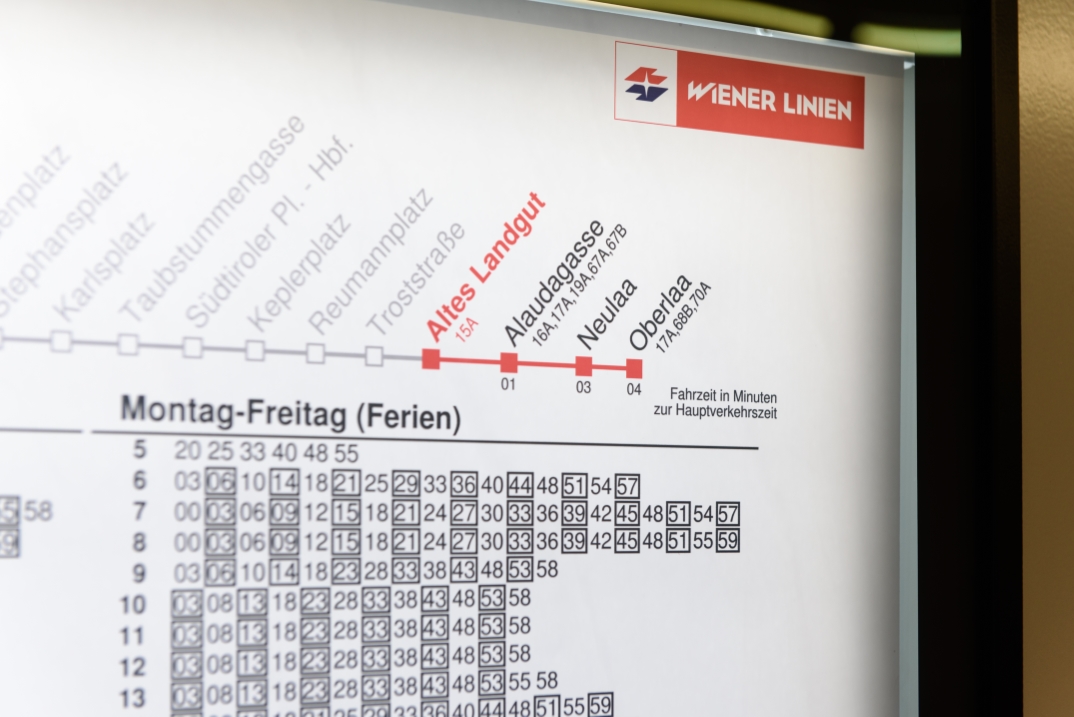 WIENER LINIEN
Stephansplatz
Karlsplatz
Taubstummengasse
Südtiroler Pl. - Hbf.
Keplerplatz
Reumannplatz
Troststraße
Altes Landgut
15A
Alaudagasse
16A,17A,19A,67A,67B
Neulaa
Oberlaa
17A,68B,70A
01 03 04
Fahrzeit in Minuten
zur Hauptverkehrszeit
Montag-Freitag (Ferien)
5 20 25 33 40 48 55
6 03 06 10 14 18 21 25 29 33 36 40 44 48 51 54 57
58 7 00 03 06 09 12 15 18 21 24 27 30 33 36 39 42 45 48 51 54 57
8 00 03 06 09 12 15 18 21 24 27 30 33 36 39 42 45 48 51 55 59
9 03 06 10 14 18 23 28 33 38 43 48 53 58
10 03 08 13 18 23 28 33 38 43 48 53 58
11 03 08 13 18 23 28 33 38 43 48 53 58
12 03 08 13 18 23 28 33 38 43 48 53 58
13 03 08 13 18 23 28 33 38 43 48 53 55 58
33 36 40 44 48 51 55 59